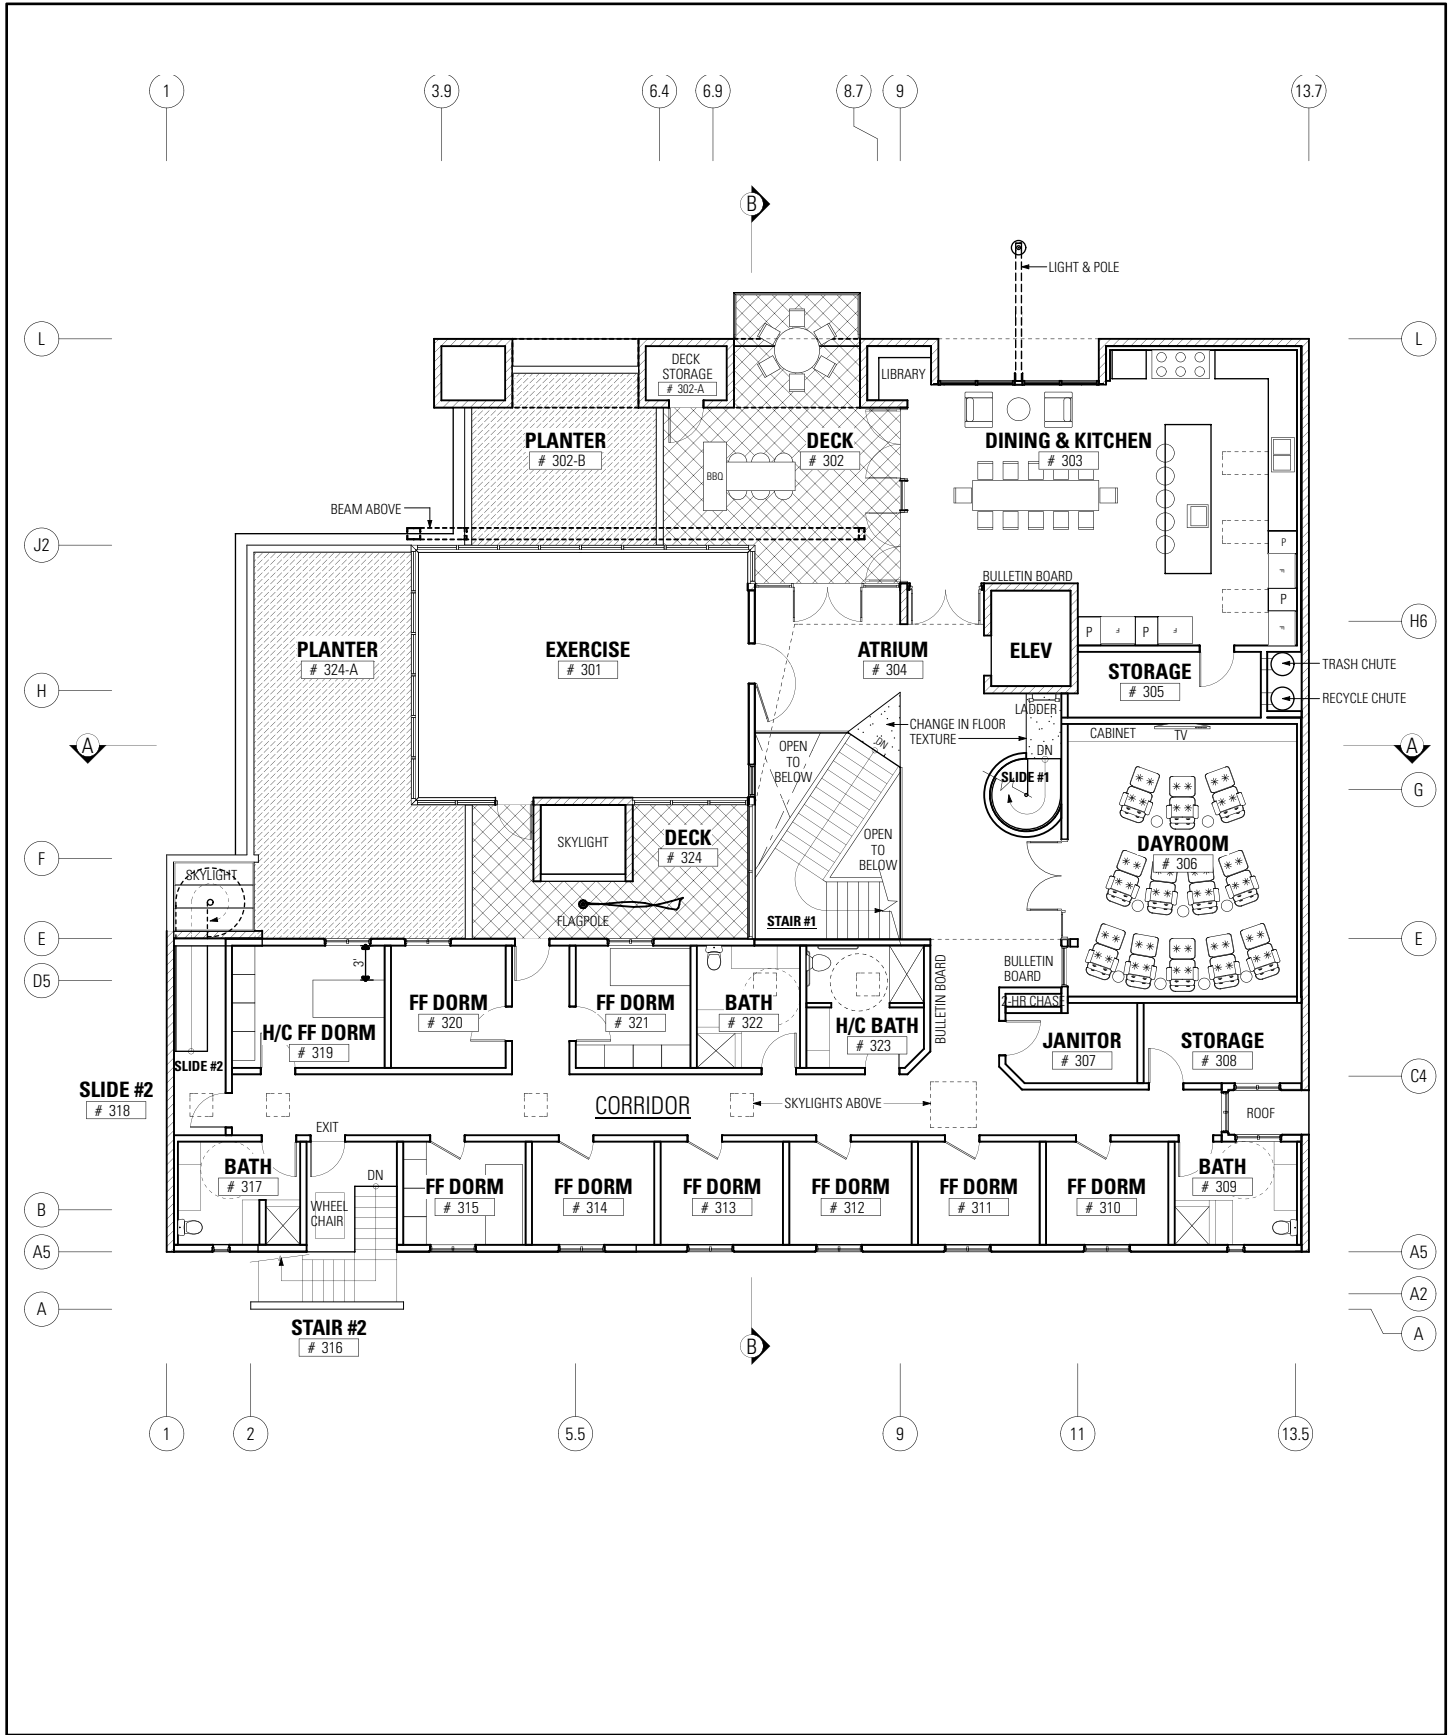 1
3.9
6.4
6.9
8.7
9
13.7
B
LIGHT & POLE
L
L
DECK
STORAGE
# 302-A
LIBRARY
PLANTER
# 302-B
DECK
# 302
DINING & KITCHEN
# 303
BBQ
BEAM ABOVE
J2
P
F
BULLETIN BOARD
P
F
H6
P
F
P
F
PLANTER
# 324-A
EXERCISE
# 301
ATRIUM
# 304
ELEV
STORAGE
# 305
TRASH CHUTE
H
RECYCLE CHUTE
LADDER
CHANGE IN FLOOR
TEXTURE
DN
CABINET
TV
A
A
OPEN
TO
BELOW
DN
SLIDE #1
G
SKYLIGHT
DECK
# 324
OPEN
TO
BELOW
DAYROOM
# 306
F
SKYLIGHT
FLAGPOLE
STAIR #1
E
E
3'
BULLETIN BOARD
BULLETIN
BOARD
D5
2-HR CHASE
H/C FF DORM
# 319
FF DORM
# 320
FF DORM
# 321
BATH
# 322
H/C BATH
# 323
JANITOR
# 307
STORAGE
# 308
SLIDE #2
SLIDE #2
# 318
C4
CORRIDOR
SKYLIGHTS ABOVE
ROOF
EXIT
BATH
# 317
DN
WHEEL
CHAIR
FF DORM
# 315
FF DORM
# 314
FF DORM
# 313
FF DORM
# 312
FF DORM
# 311
FF DORM
# 310
BATH
# 309
B
A5
A5
A2
A
A
STAIR #2
# 316
B
1
2
5.5
9
11
13.5